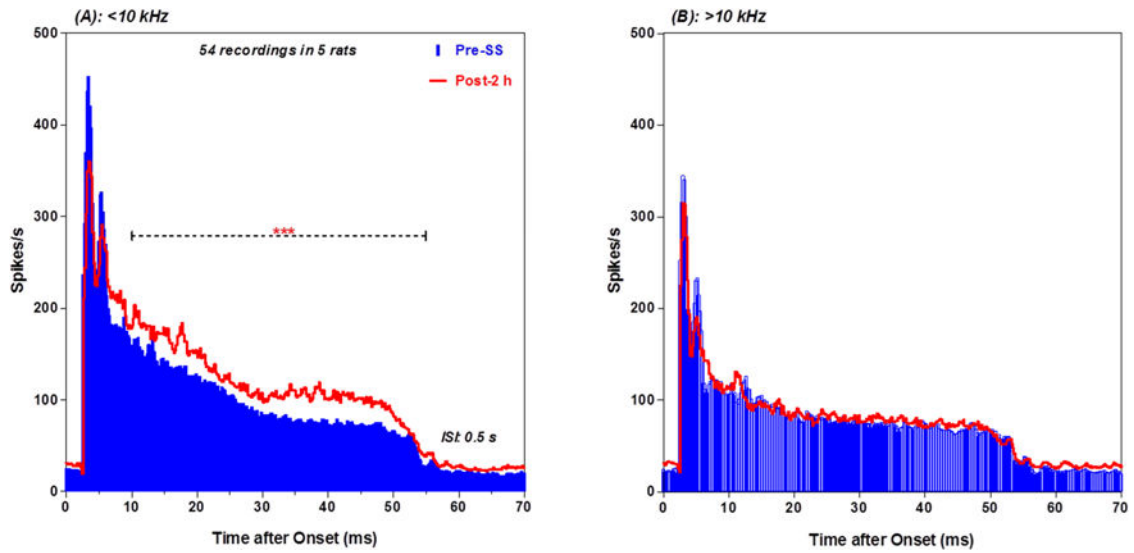 (A): <10 kHz
500
400
300
200
100
0
Spikes/s
54 recordings in 5 rats
Pre-SS
Post-2 h
***
ISI: 0.5 s
0 10 20 30 40 50 60 70
Time after Onset (ms)
(B): >10 kHz
500
400
300
200
100
0
Spikes/s
0 10 20 30 40 50 60 70
Time after Onset (ms)